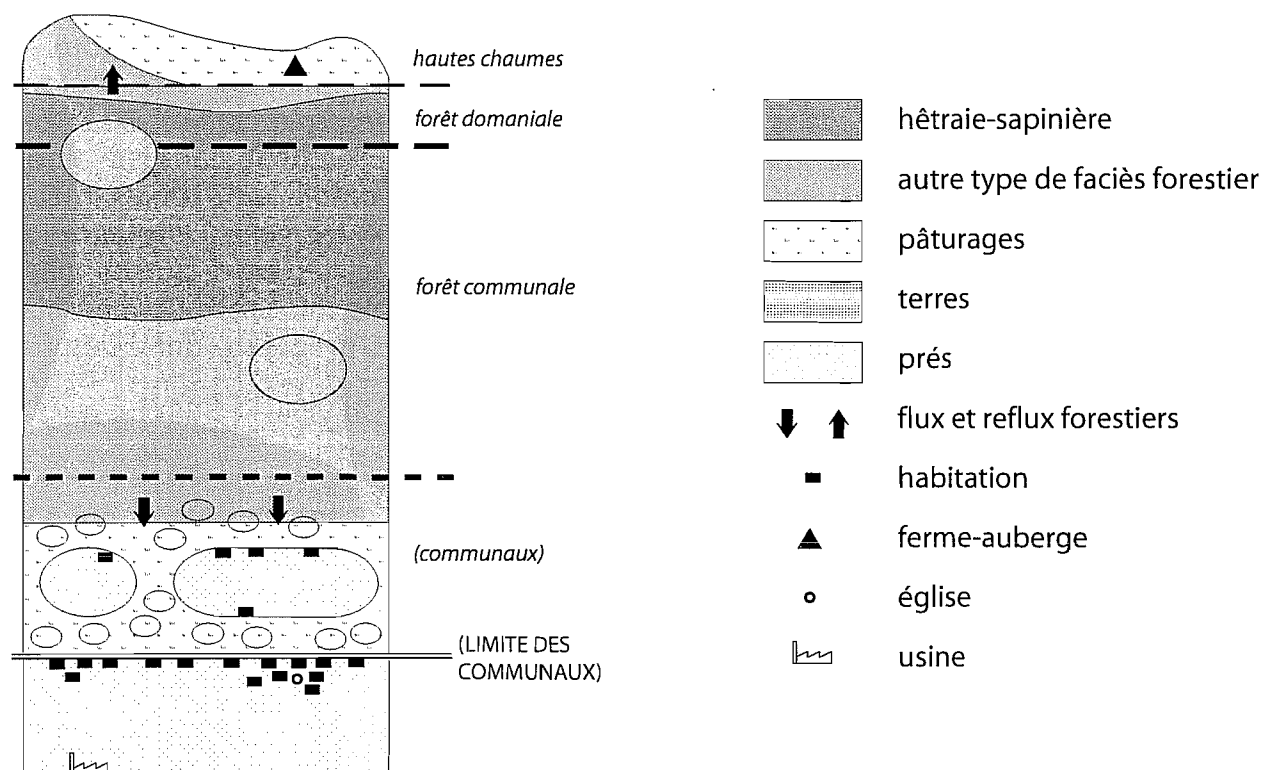 hautes chaumes
forêt domaniale
forêt communale
(communaux)
(LIMITE DES
COMMUNAUX)
hêtraie-sapinière
autre type de faciès forestier
pâturages
terres
prés
flux et reflux forestiers
habitation
ferme-auberge
église
usine